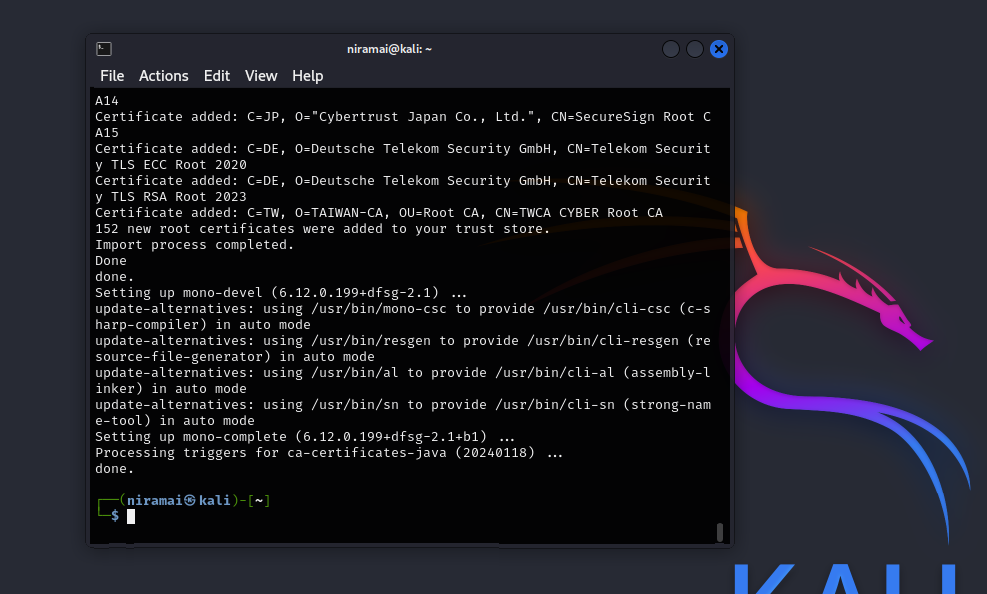 niramai@kali: ~
File Actions Edit View Help
A14
Certificate added: C=JP, O="Cybertrust Japan Co., Ltd.", CN=SecureSign Root C
A15
Certificate added: C=DE, O=Deutsche Telekom Security GmbH, CN=Telekom Securit
y TLS ECC Root 2020
Certificate added: C=DE, O=Deutsche Telekom Security GmbH, CN=Telekom Securit
y TLS RSA Root 2023
Certificate added: C=TW, O=TAIWAN-CA, OU=Root CA, CN=TWCA CYBER Root CA
152 new root certificates were added to your trust store.
Import process completed.
Done
done.
Setting up mono-devel (6.12.0.199+dfsg-2.1) ...
update-alternatives: using /usr/bin/mono-csc to provide /usr/bin/cli-csc (c-s
harp-compiler) in auto mode
update-alternatives: using /usr/bin/resgen to provide /usr/bin/cli-resgen (re
source-file-generator) in auto mode
update-alternatives: using /usr/bin/al to provide /usr/bin/cli-al (assembly-l
inker) in auto mode
update-alternatives: using /usr/bin/sn to provide /usr/bin/cli-sn (strong-nam
e-tool) in auto mode
Setting up mono-complete (6.12.0.199+dfsg-2.1+b1) ...
Processing triggers for ca-certificates-java (20240118) ...
done.
┌──(niramai㉿kali)-[~]
└─$
KALI